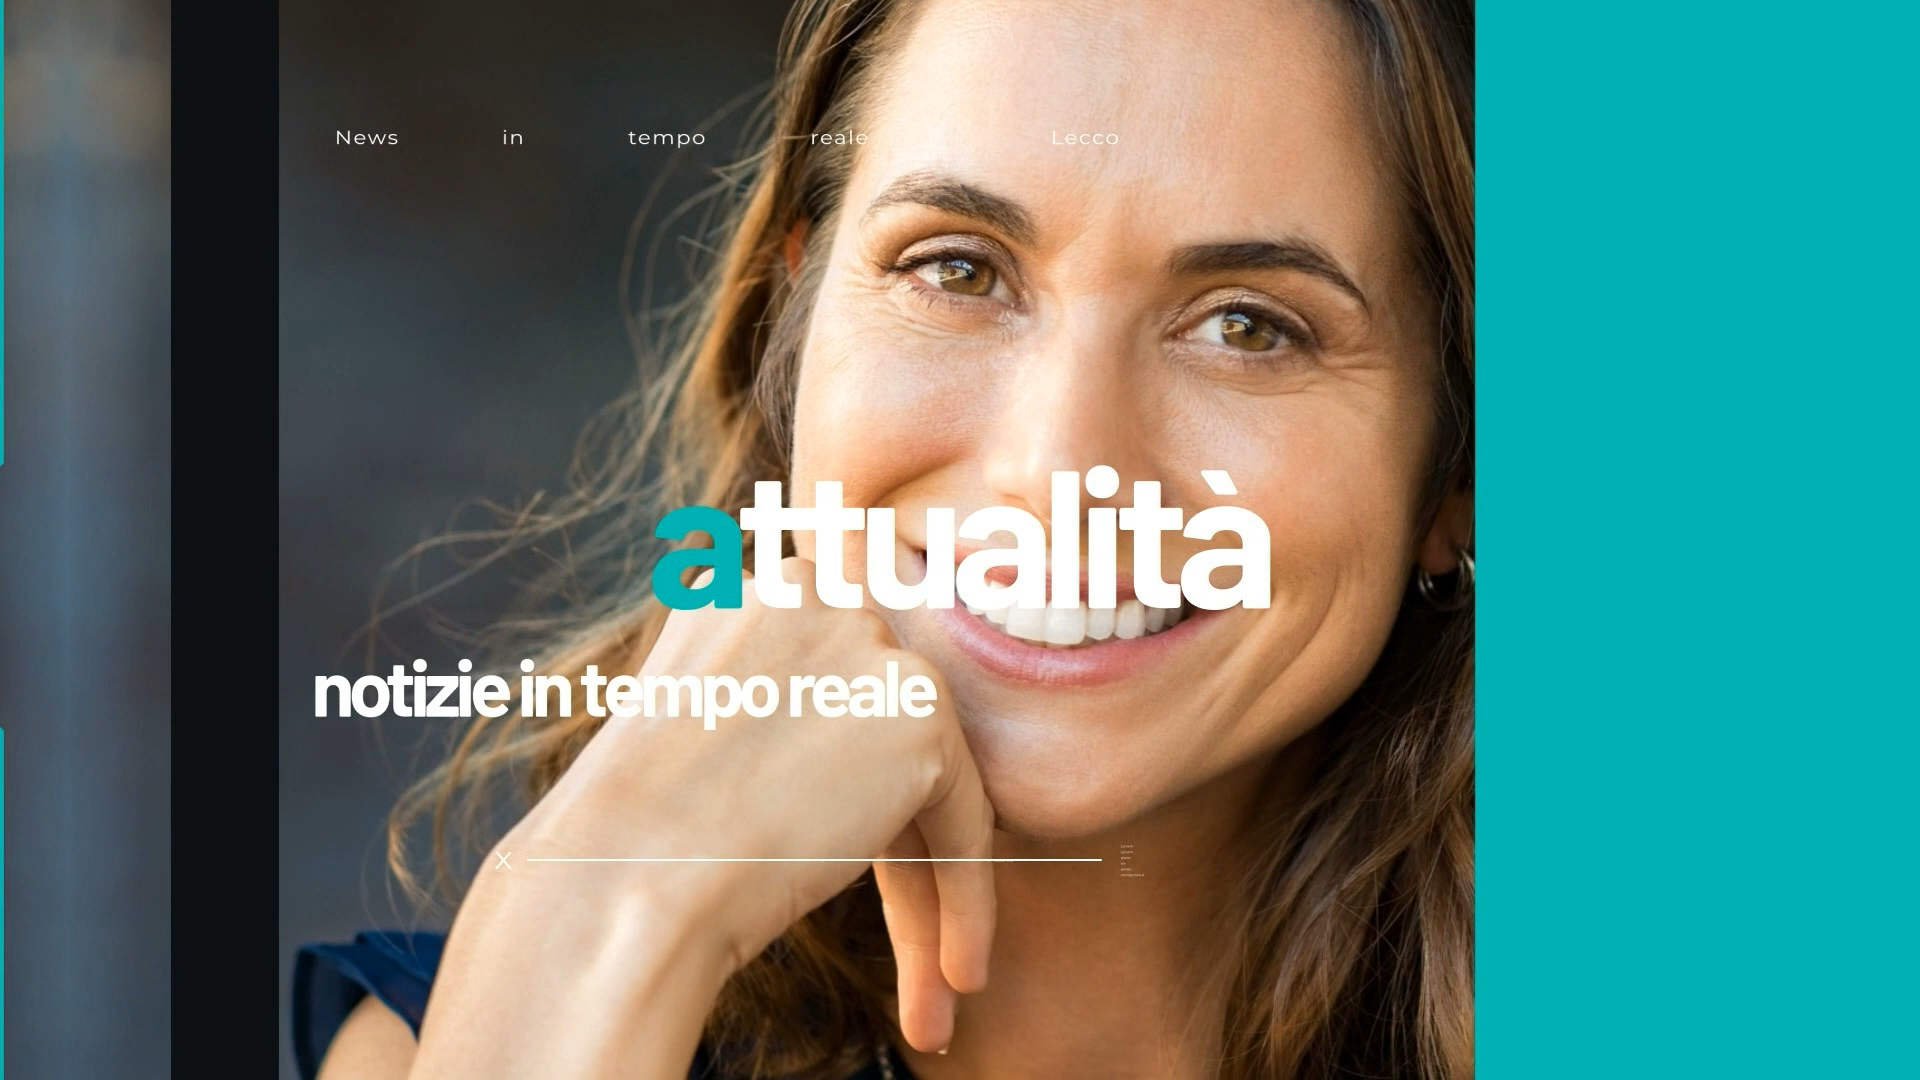 News in tempo reale Lecco
attualità
notizie in tempo reale
X